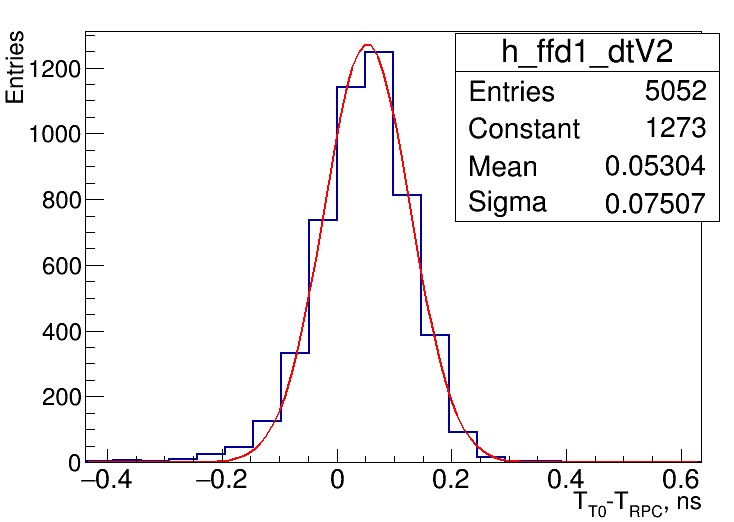 h_ffd1_dtV2
Entries 5052
Constant 1273
Mean 0.05304
Sigma 0.07507
Entries
1200
1000
800
600
400
200
0
−0.4 −0.2 0 0.2 0.4 0.6
T_T0-T_RPC, ns